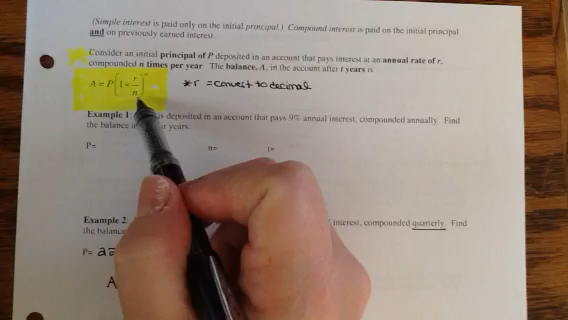 (Simple interest is paid only on the initial principal.) Compound interest is paid on the initial principal
and on previously earned interest.
Consider an initial principal of P deposited in an account that pays interest at an annual rate of r,
compounded n times per year. The balance, A, in the account after t years is
A = P(1 + r/n)^nt *r = convert to decimal
Example 1: is deposited in an account that pays 9% annual interest, compounded annually. Find
the balance years.
P= n= t=
Example 2: interest, compounded quarterly. Find
the balance
P=
A